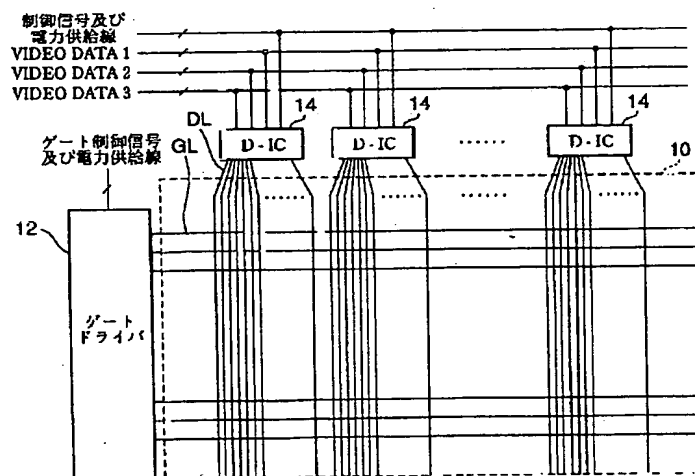 制御信号及び
電力供給線
VIDEO DATA 1
VIDEO DATA 2
VIDEO DATA 3
14
14
14
DL
D-IC
D-IC
......
D-IC
10
ゲート制御信号
及び電力供給線
GL
......
......
......
......
12
ゲート
ドライバ